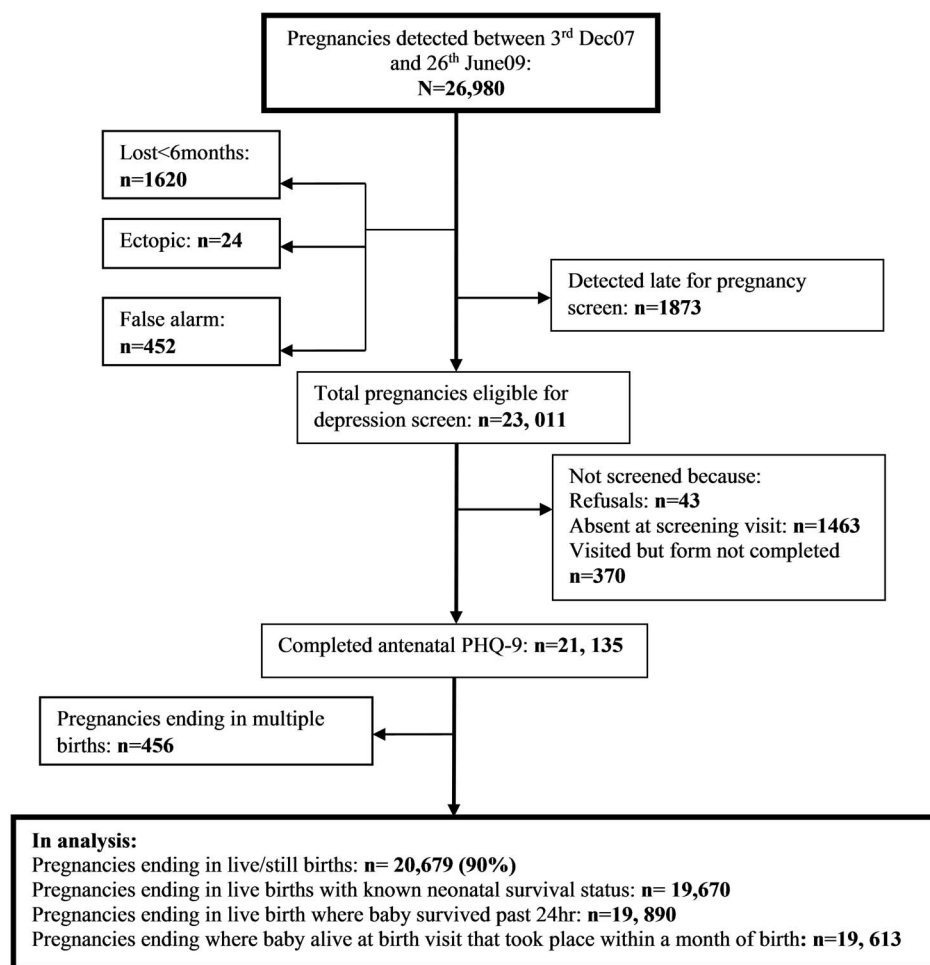 Pregnancies detected between 3rd Dec07
and 26th June09:
N=26,980
Lost<6months:
n=1620
Ectopic: n=24
False alarm:
n=452
Detected late for pregnancy
screen: n=1873
Total pregnancies eligible for
depression screen: n=23, 011
Not screened because:
Refusals: n=43
Absent at screening visit: n=1463
Visited but form not completed
n=370
Completed antenatal PHQ-9: n=21, 135
Pregnancies ending in multiple
births: n=456
In analysis:
Pregnancies ending in live/still births: n= 20,679 (90%)
Pregnancies ending in live births with known neonatal survival status: n= 19,670
Pregnancies ending in live birth where baby survived past 24hr: n=19, 890
Pregnancies ending where baby alive at birth visit that took place within a month of birth: n=19, 613